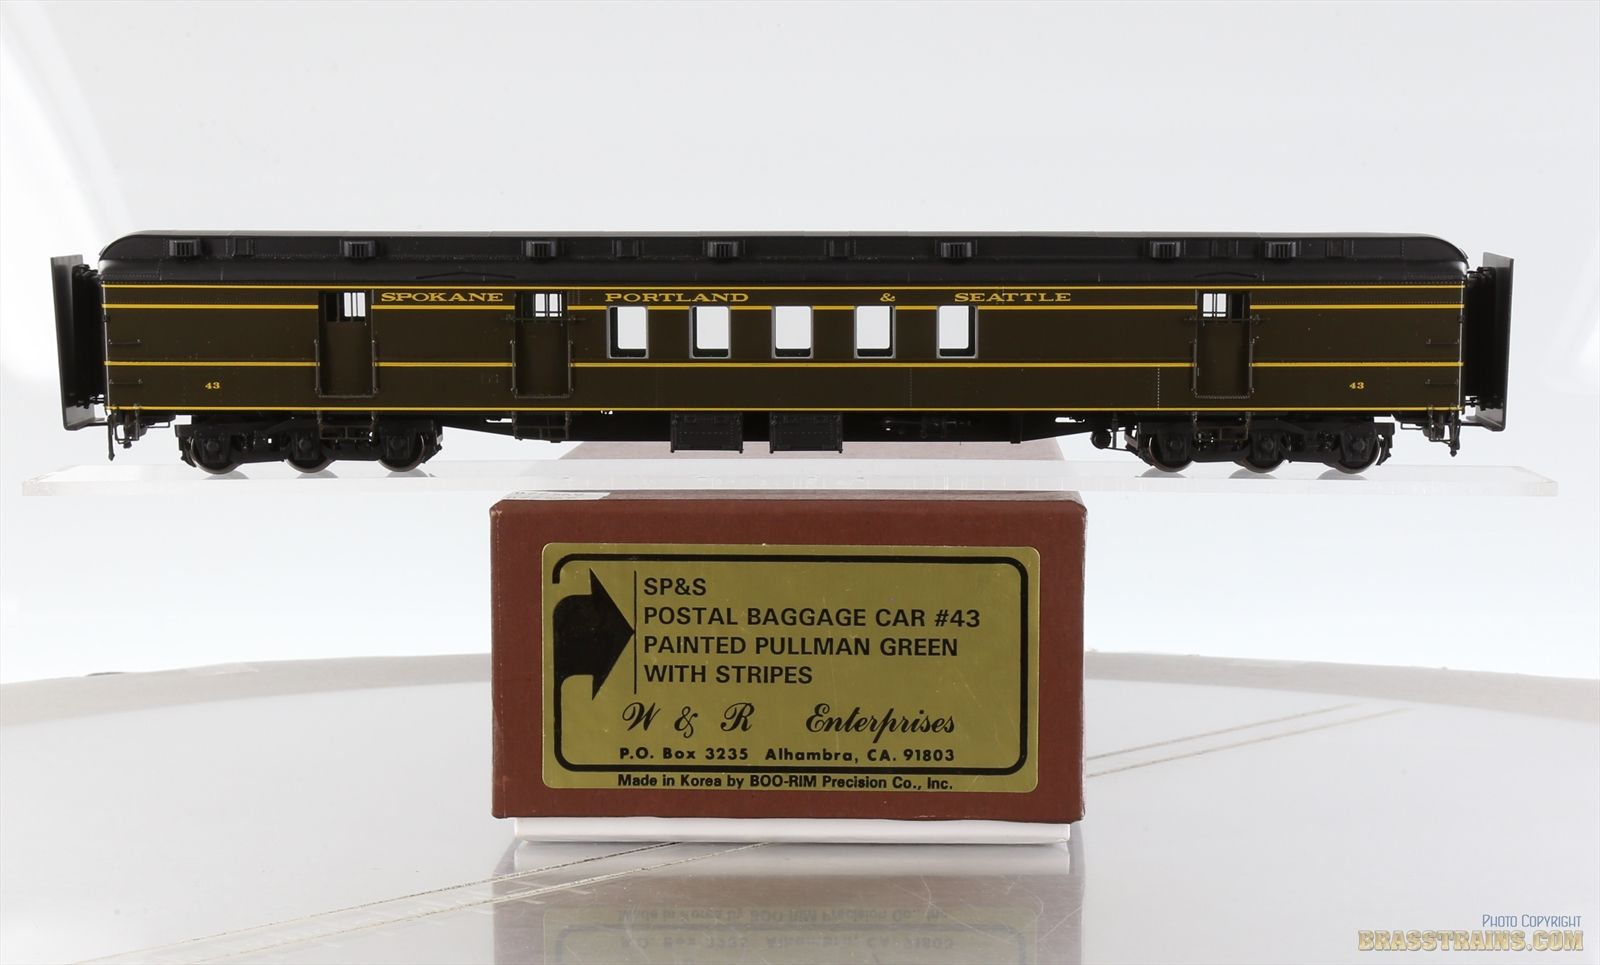 SPOKANE PORTLAND & SEATTLE
43 43
SP&S
POSTAL BAGGAGE CAR #43
PAINTED PULLMAN GREEN
WITH STRIPES
W & R Enterprises
P.O. Box 3235 Alhambra, CA. 91803
Made in Korea by BOO-RIM Precision Co., Inc.
PHOTO COPYRIGHT
BRASSTRAINS.COM